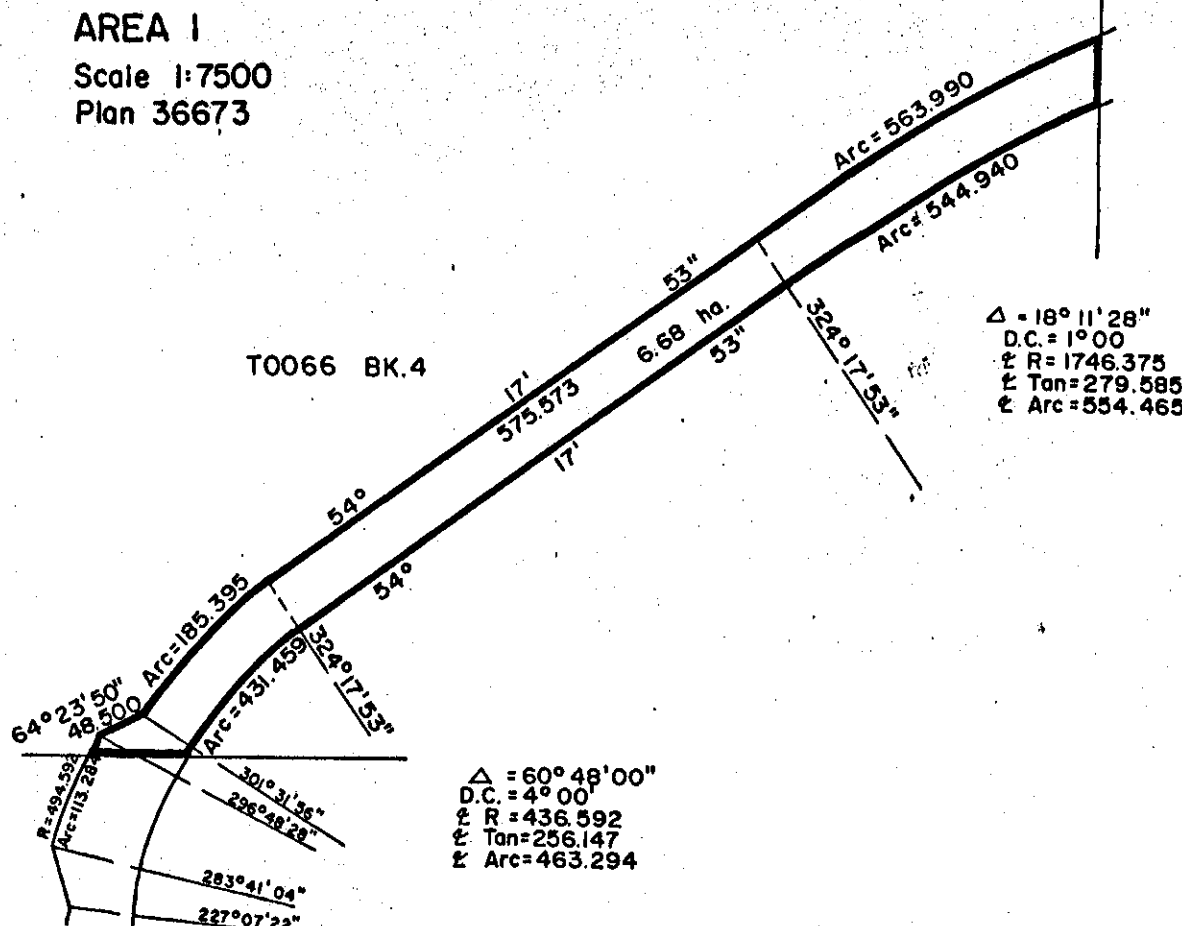 AREA 1
Scale 1:7500
Plan 36673
Arc=563.990
Arc=544.940
53"
6.68 ha.
53"
324°17'53"
Δ = 18°11'28"
D.C. = 1°00
℄ R = 1746.375
℄ Tan=279.585
℄ Arc=554.465
T0066 BK.4
17'
575.573
17'
54°
54°
Arc=185.395
Arc=431.459
324°17'53"
64°23'50"
48.500
R=494.592
Arc=113.284
301°31'56"
296°48'28"
283°41'04"
227°07'22"
Δ = 60°48'00"
D.C. = 4°00'
℄ R = 436.592
℄ Tan=256.147
℄ Arc=463.294